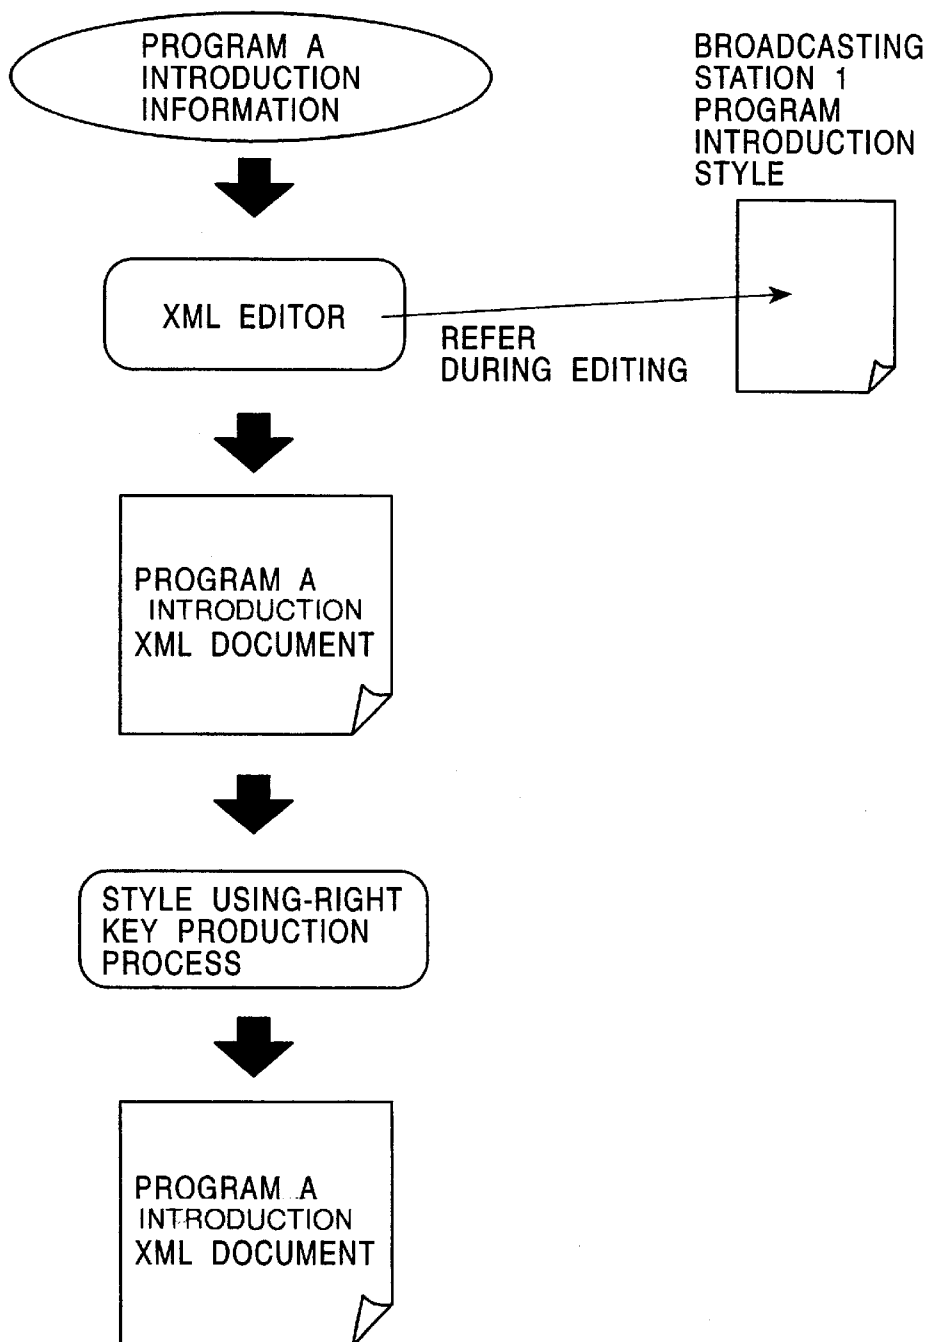 PROGRAM A
INTRODUCTION
INFORMATION
BROADCASTING
STATION 1
PROGRAM
INTRODUCTION
STYLE
XML EDITOR
REFER
DURING EDITING
PROGRAM A
INTRODUCTION
XML DOCUMENT
STYLE USING-RIGHT
KEY PRODUCTION
PROCESS
PROGRAM A
INTRODUCTION
XML DOCUMENT